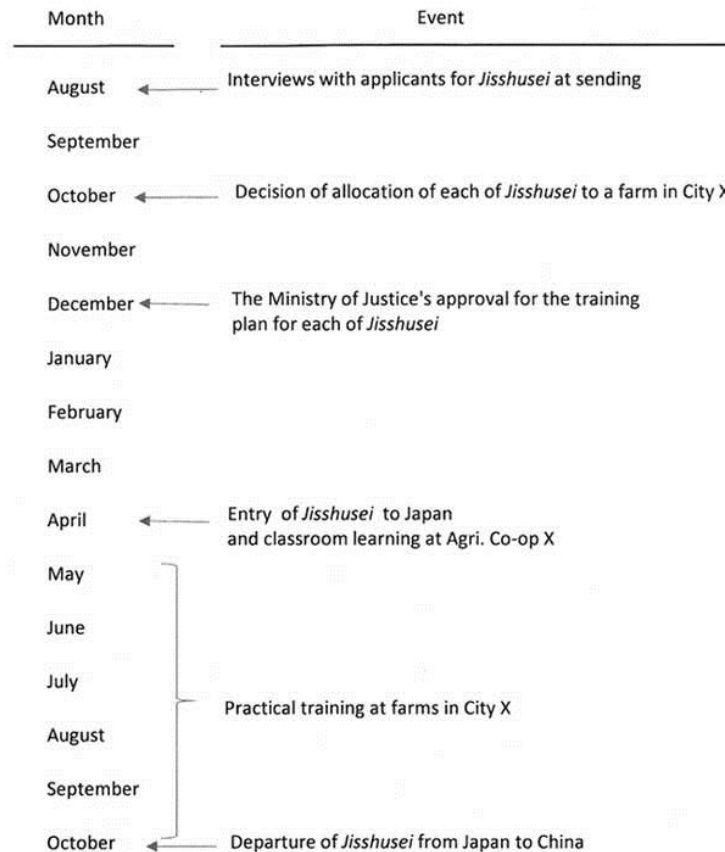 Month Event
August Interviews with applicants for Jisshusei at sending
September
October Decision of allocation of each of Jisshusei to a farm in City X
November
December The Ministry of Justice's approval for the training
plan for each of Jisshusei
January
February
March
April Entry of Jisshusei to Japan
and classroom learning at Agri. Co-op X
May
June
July
Practical training at farms in City X
August
September
October Departure of Jisshusei from Japan to China